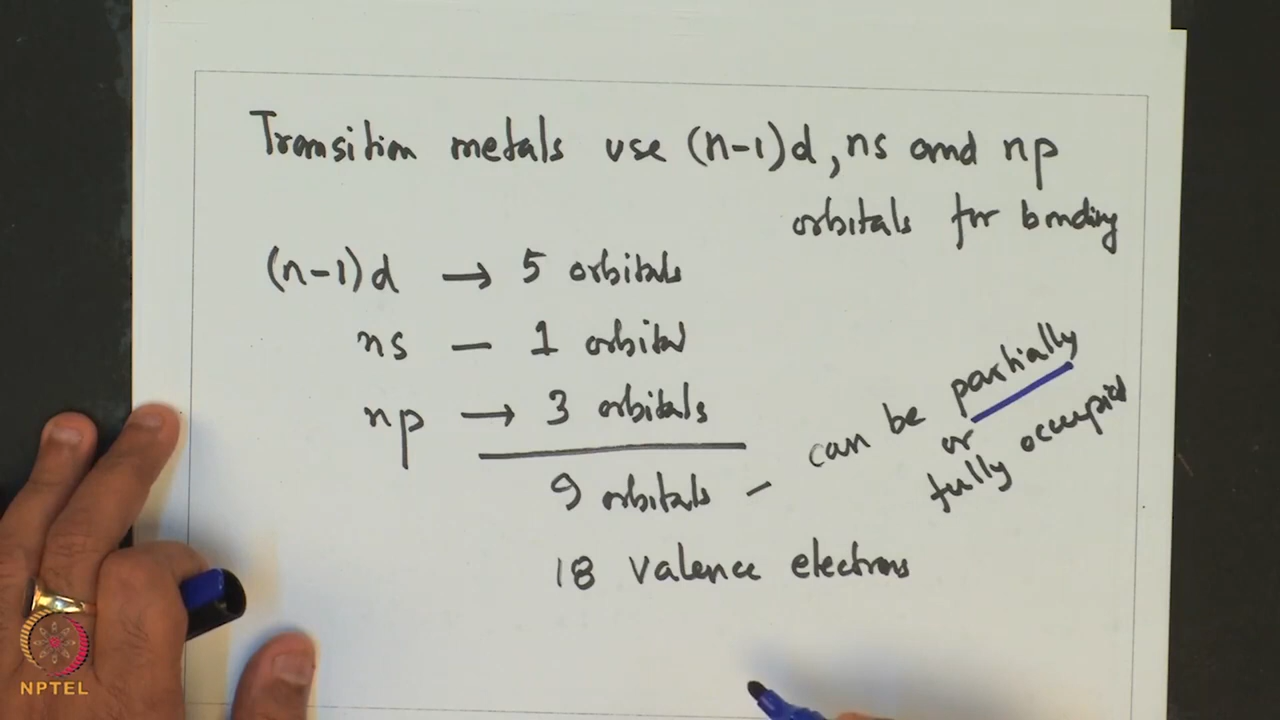 Transition metals use (n-1)d, ns and np
orbitals for bonding
(n-1)d → 5 orbitals
ns — 1 orbital
np → 3 orbitals
9 orbitals — can be partially
or
fully occupied
18 valence electrons
NPTEL